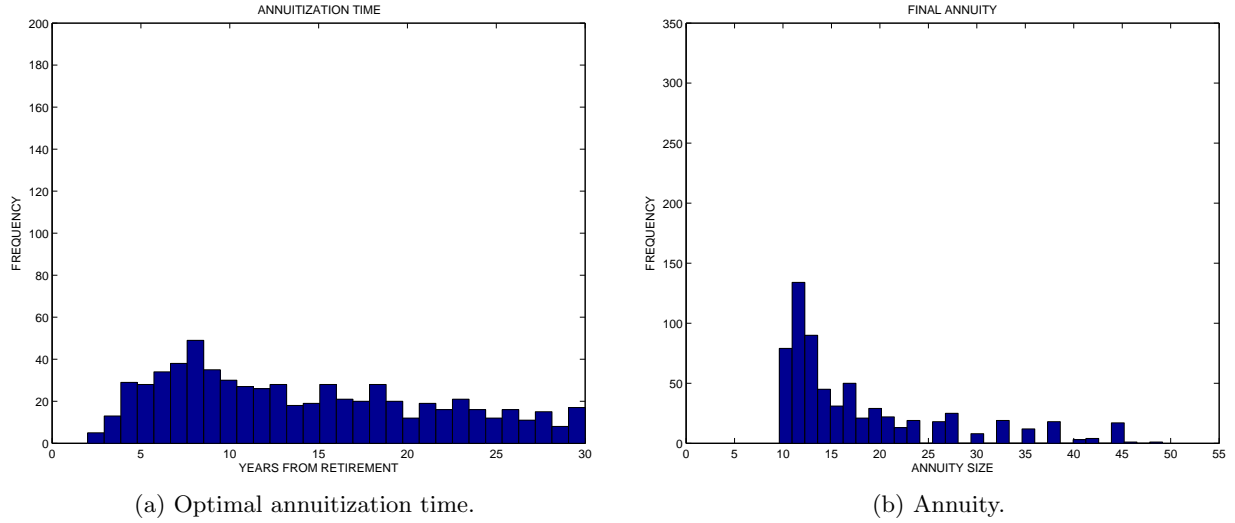 ANNUITIZATION TIME
200
180
160
140
120
100
80
60
40
20
0
FREQUENCY
0 5 10 15 20 25 30
YEARS FROM RETIREMENT
(a) Optimal annuitization time.
FINAL ANNUITY
350
300
250
200
150
100
50
0
FREQUENCY
0 5 10 15 20 25 30 35 40 45 50 55
ANNUITY SIZE
(b) Annuity.